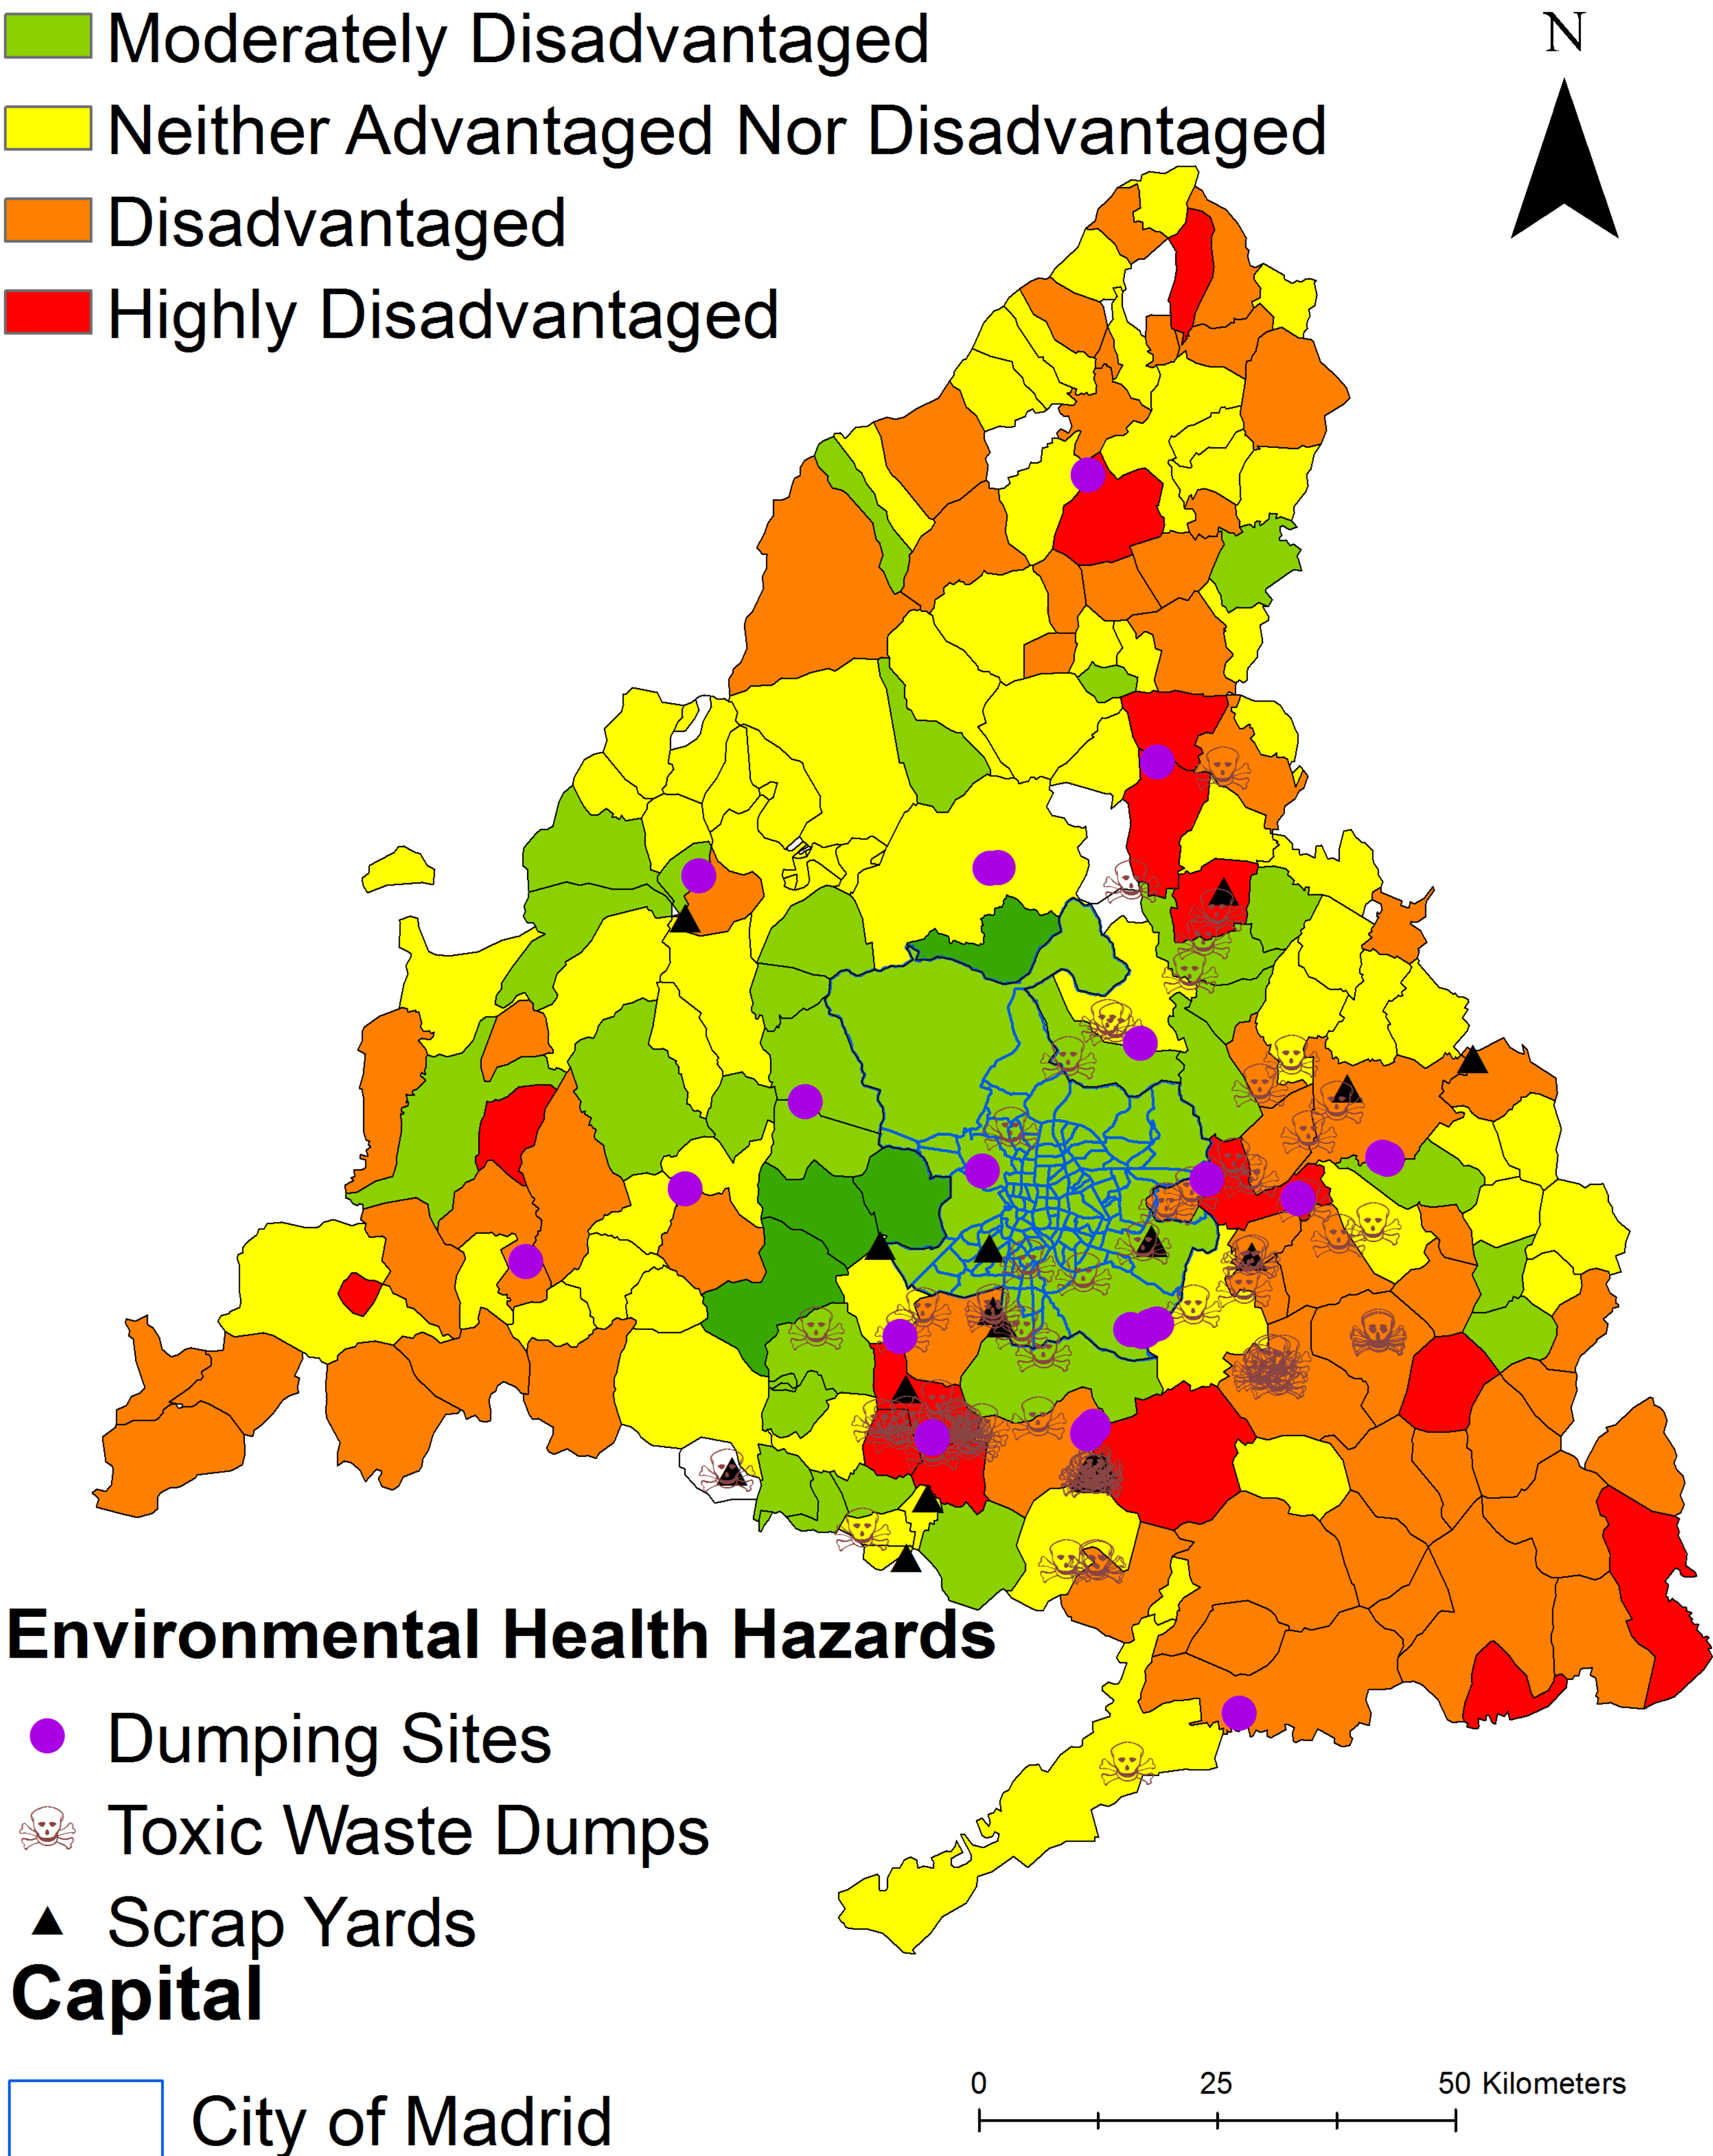 Moderately Disadvantaged
N
Neither Advantaged Nor Disadvantaged
Disadvantaged
Highly Disadvantaged
Environmental Health Hazards
Dumping Sites
Toxic Waste Dumps
Scrap Yards
Capital
0 25 50 Kilometers
City of Madrid